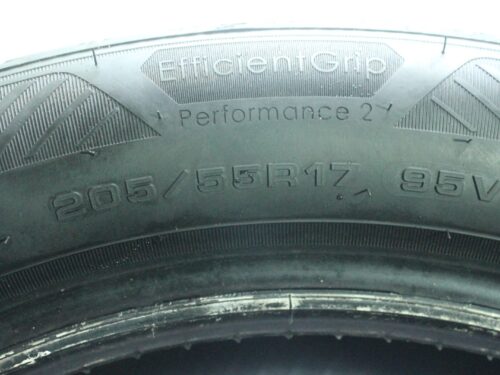 EfficientGrip
Performance 2
205/55R17 95V